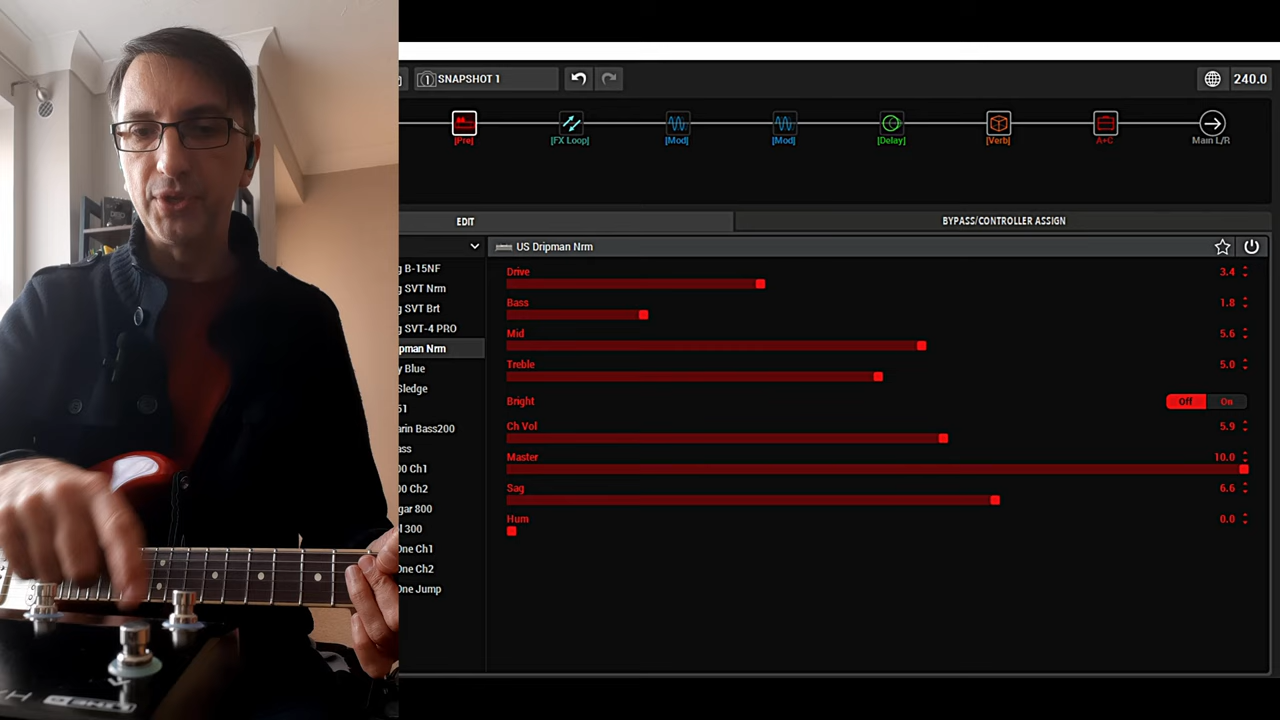 SNAPSHOT 1
240.0
[Pre]
[FX Loop]
[Mod]
[Mod]
[Delay]
[Verb]
A+C
Main L/R
EDIT
BYPASS/CONTROLLER ASSIGN
US Dripman Nrm
g B-15NF
g SVT Nrm
g SVT Brt
g SVT-4 PRO
pman Nrm
y Blue
Sledge
51
arin Bass200
ass
00 Ch1
00 Ch2
gar 800
l 300
One Ch1
One Ch2
One Jump
Drive 3.4
Bass 1.8
Mid 5.6
Treble 5.0
Bright Off On
Ch Vol 5.9
Master 10.0
Sag 6.6
Hum 0.0
LINE 6